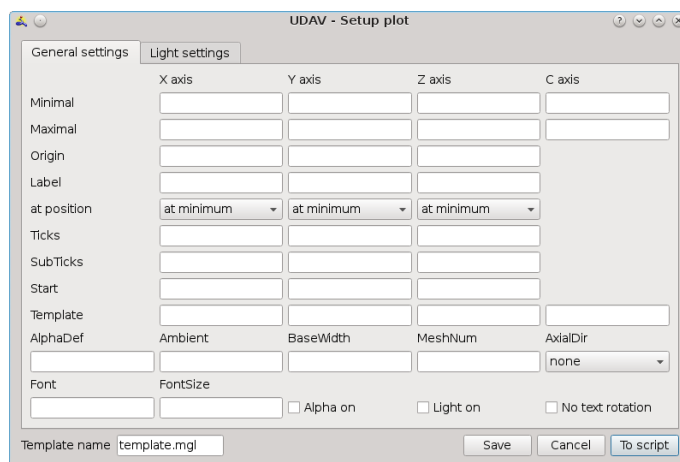 UDAV - Setup plot
General settings
Light settings
X axis Y axis Z axis C axis
Minimal
Maximal
Origin
Label
at position at minimum at minimum at minimum
Ticks
SubTicks
Start
Template
AlphaDef Ambient BaseWidth MeshNum AxialDir
none
Font FontSize
Alpha on Light on No text rotation
Template name template.mgl Save Cancel To script